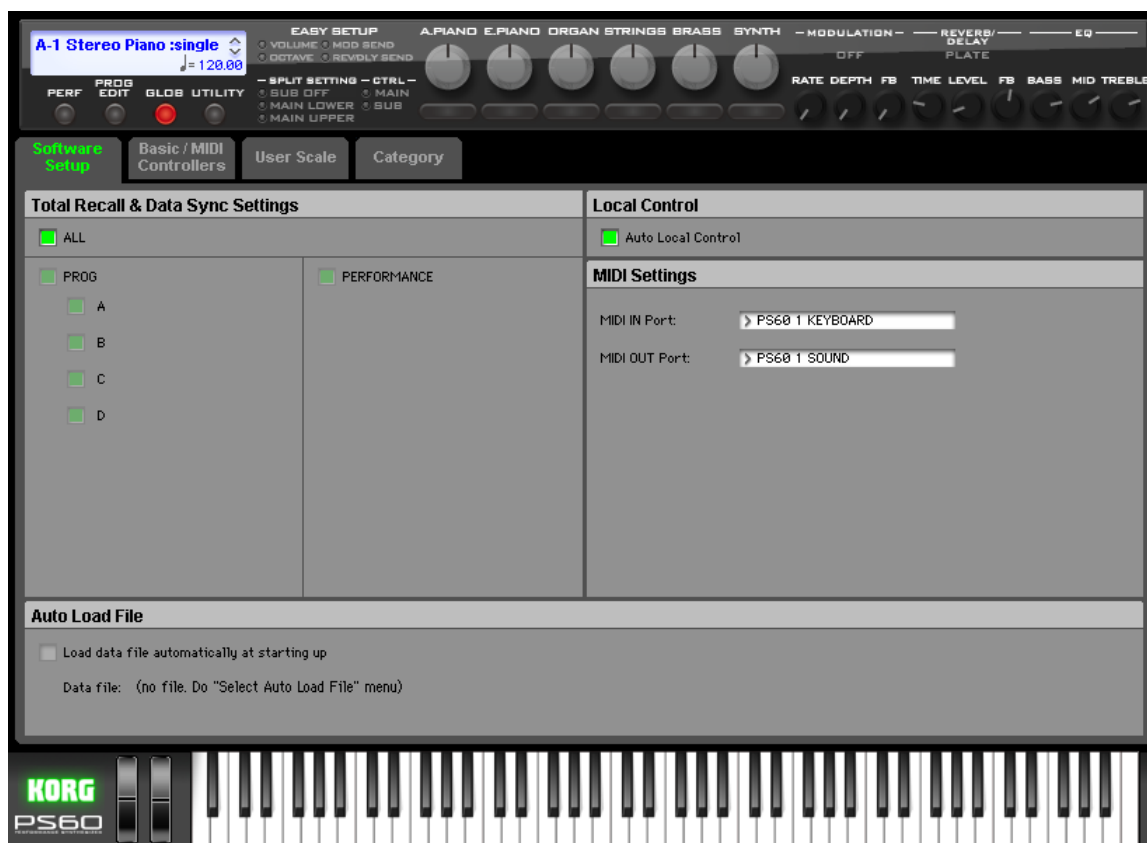 A-1 Stereo Piano :single
♩= 120.00
PERF PROG EDIT GLOB UTILITY
EASY SETUP
VOLUME MOD SEND
OCTAVE REVDLY SEND
SPLIT SETTING CTRL
SUB OFF MAIN
MAIN LOWER SUB
MAIN UPPER
A.PIANO E.PIANO ORGAN STRINGS BRASS SYNTH
MODULATION REVERB/DELAY EQ
OFF PLATE
RATE DEPTH FB TIME LEVEL FB BASS MID TREBLE
Software Setup
Basic / MIDI Controllers
User Scale
Category
Total Recall & Data Sync Settings
ALL
PROG
A
B
C
D
PERFORMANCE
Local Control
Auto Local Control
MIDI Settings
MIDI IN Port: > PS60 1 KEYBOARD
MIDI OUT Port: > PS60 1 SOUND
Auto Load File
Load data file automatically at starting up
Data file: (no file. Do "Select Auto Load File" menu)
KORG
PS60
PERFORMANCE SYNTHESIZER